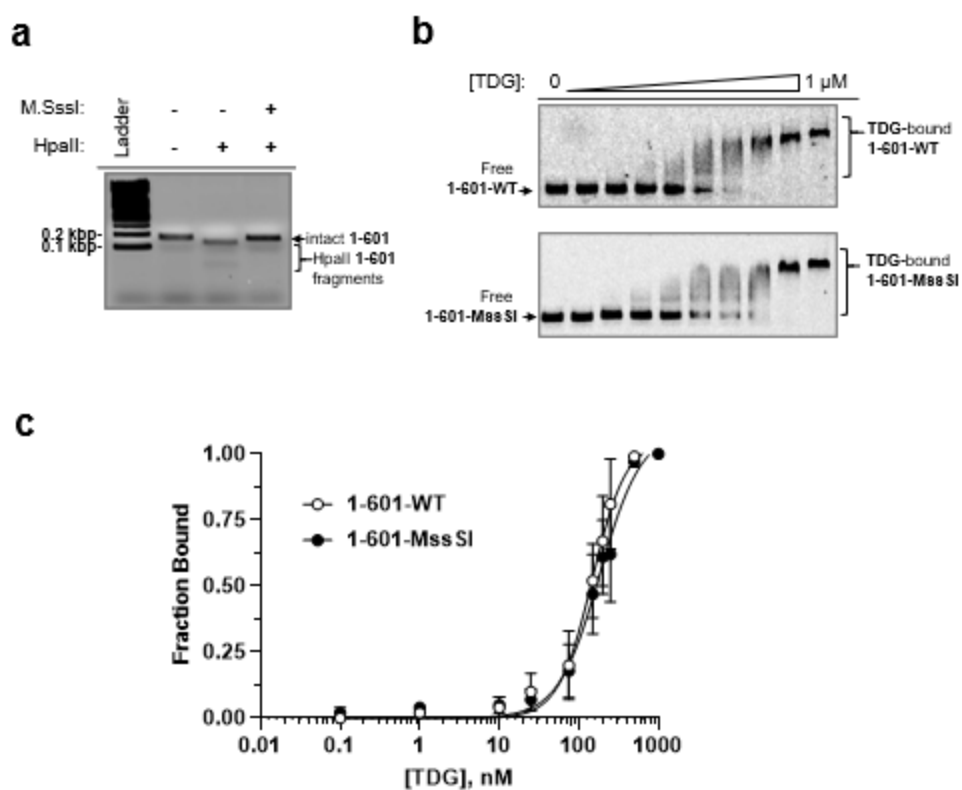 a
M.SssI: - - +
HpaII: - + +
Ladder
0.2 kbp-
0.1 kbp-
intact 1-601
HpaII 1-601
fragments
b
[TDG]: 0 1 µM
Free
1-601-WT
TDG-bound
1-601-WT
Free
1-601-MssSI
TDG-bound
1-601-MssSI
c
Fraction Bound
1.00
0.75
0.50
0.25
0.00
1-601-WT
1-601-MssSI
0.01 0.1 1 10 100 1000
[TDG], nM